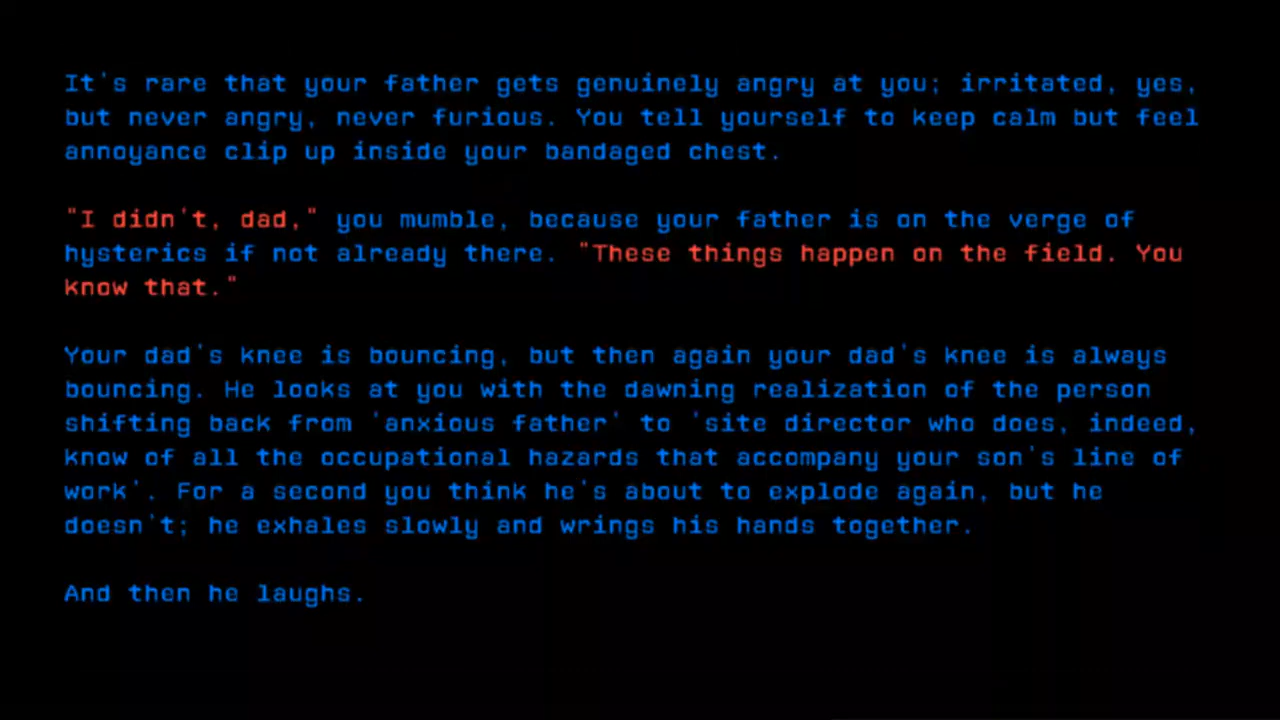 It's rare that your father gets genuinely angry at you; irritated, yes,
but never angry, never furious. You tell yourself to keep calm but feel
annoyance clip up inside your bandaged chest.
"I didn't, dad," you mumble, because your father is on the verge of
hysterics if not already there. "These things happen on the field. You
know that."
Your dad's knee is bouncing, but then again your dad's knee is always
bouncing. He looks at you with the dawning realization of the person
shifting back from 'anxious father' to 'site director who does, indeed,
know of all the occupational hazards that accompany your son's line of
work'. For a second you think he's about to explode again, but he
doesn't; he exhales slowly and wrings his hands together.
And then he laughs.